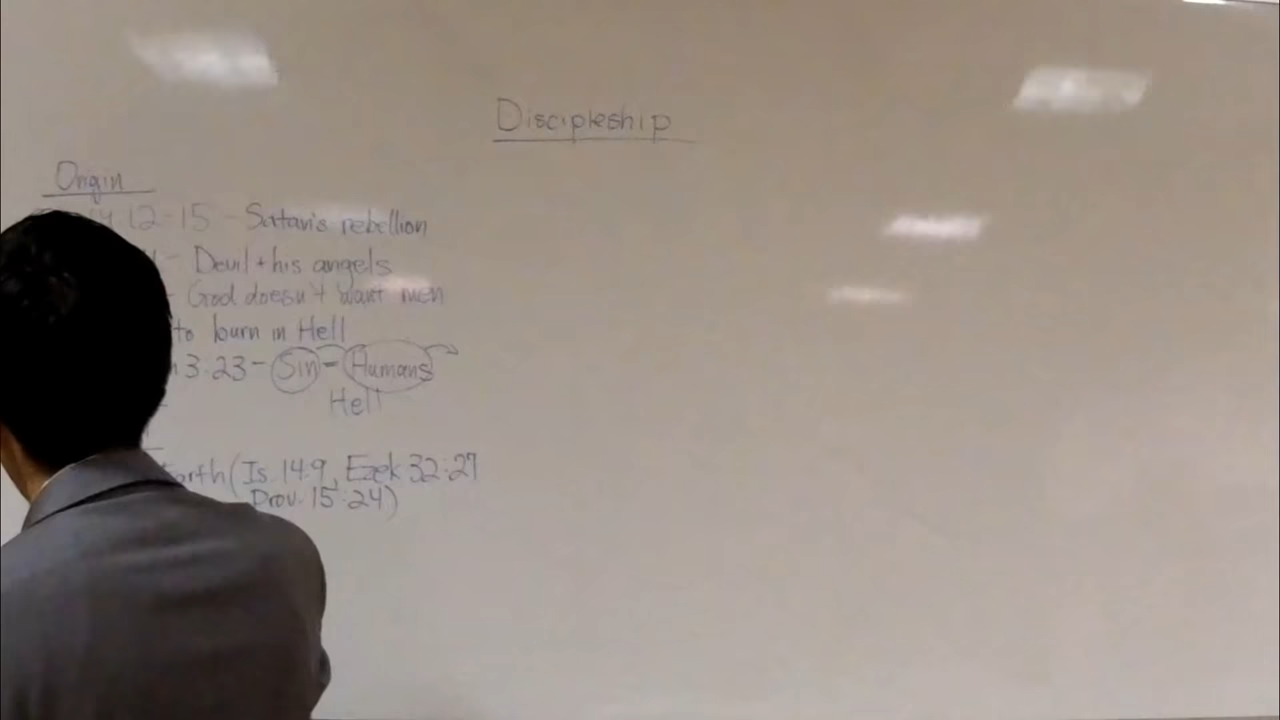 Discipleship
Origin
14:12-15 - Satan's rebellion
- Devil + his angels
- God doesn't want men
to burn in Hell
3:23 - Sin - Humans
Hell
(Is. 14:9, Ezek 32:27
Prov. 15:24)